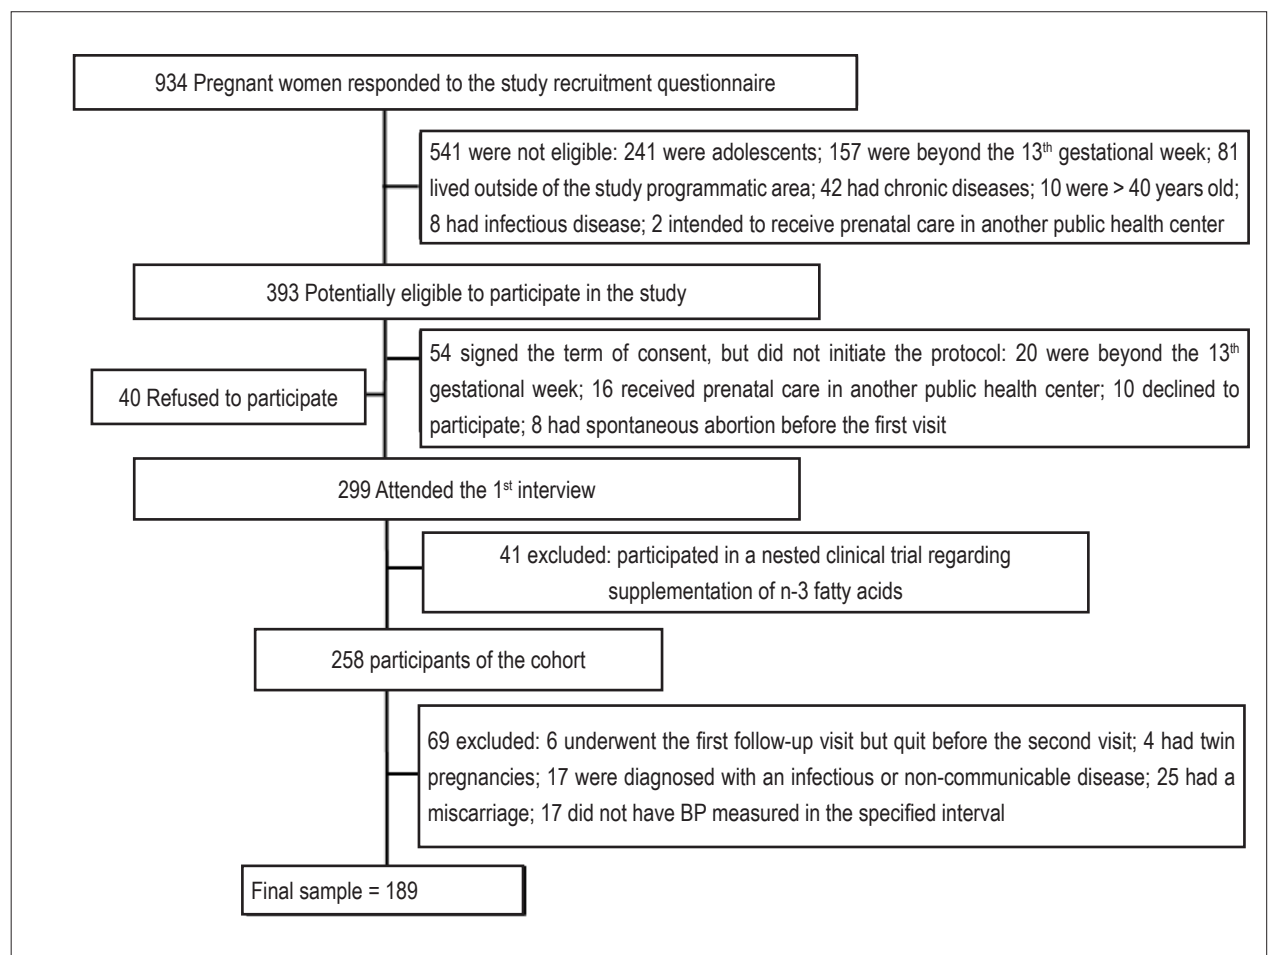 934 Pregnant women responded to the study recruitment questionnaire
541 were not eligible: 241 were adolescents; 157 were beyond the 13th gestational week; 81
lived outside of the study programmatic area; 42 had chronic diseases; 10 were > 40 years old;
8 had infectious disease; 2 intended to receive prenatal care in another public health center
393 Potentially eligible to participate in the study
54 signed the term of consent, but did not initiate the protocol: 20 were beyond the 13th
gestational week; 16 received prenatal care in another public health center; 10 declined to
participate; 8 had spontaneous abortion before the first visit
40 Refused to participate
299 Attended the 1st interview
41 excluded: participated in a nested clinical trial regarding
supplementation of n-3 fatty acids
258 participants of the cohort
69 excluded: 6 underwent the first follow-up visit but quit before the second visit; 4 had twin
pregnancies; 17 were diagnosed with an infectious or non-communicable disease; 25 had a
miscarriage; 17 did not have BP measured in the specified interval
Final sample = 189